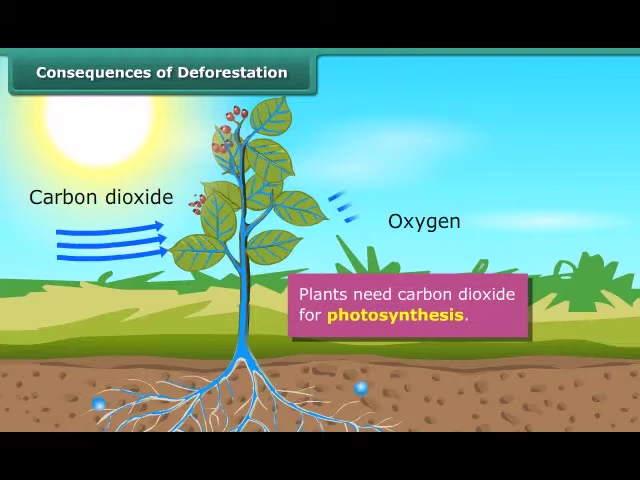 Consequences of Deforestation
Carbon dioxide
Oxygen
Plants need carbon dioxide
for photosynthesis.